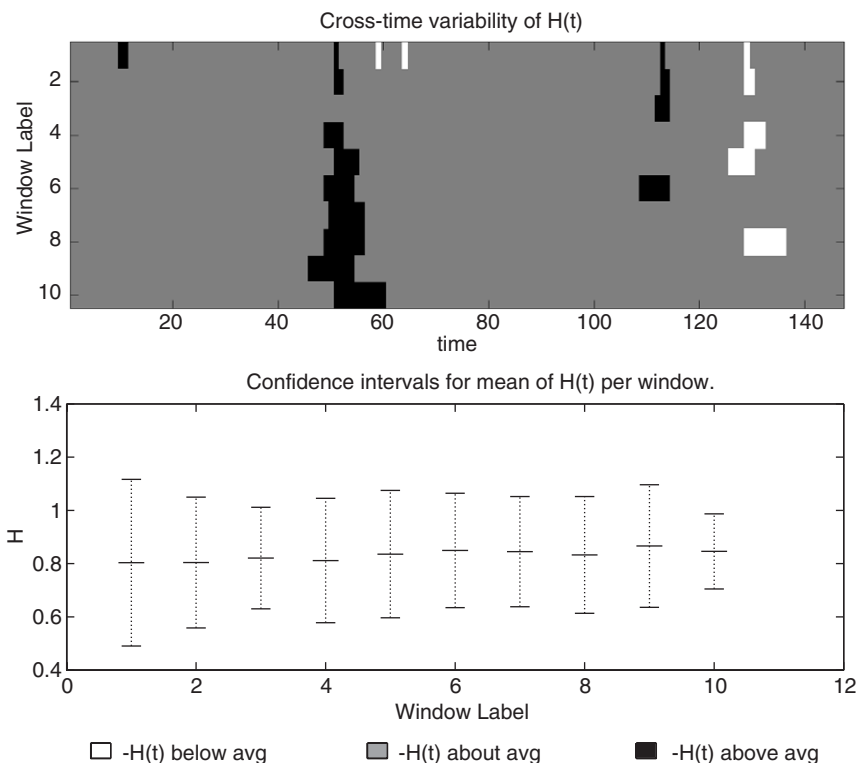 Cross-time variability of H(t)
Window Label
2
4
6
8
10
20 40 60 80 100 120 140
time
Confidence intervals for mean of H(t) per window.
H
1.4
1.2
1
0.8
0.6
0.4
0 2 4 6 8 10 12
Window Label
-H(t) below avg -H(t) about avg -H(t) above avg